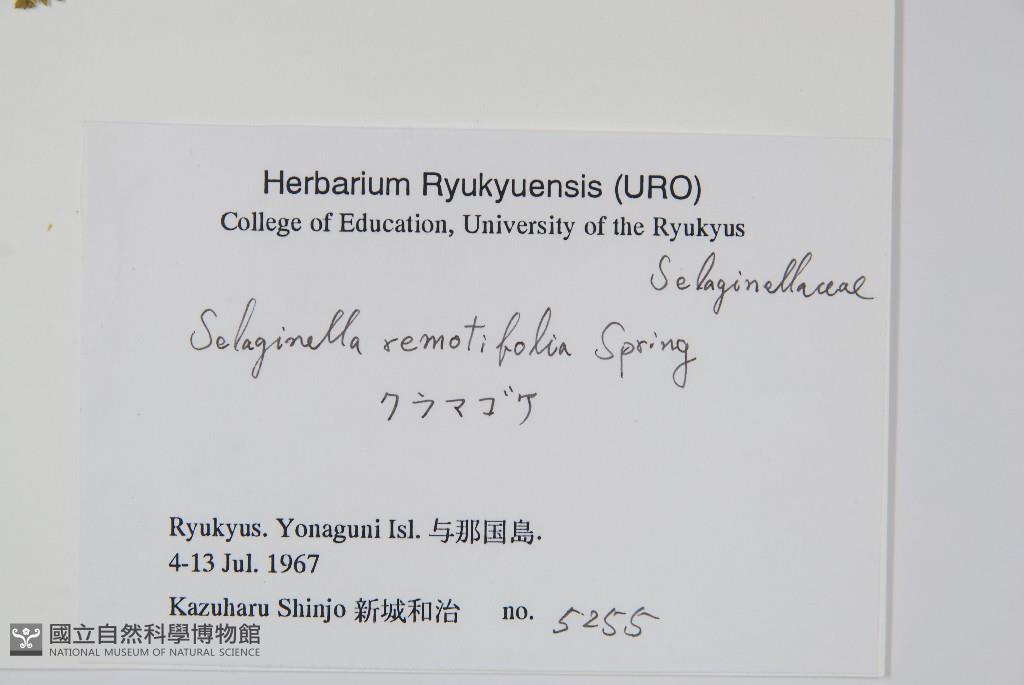 Herbarium Ryukyuensis (URO)
College of Education, University of the Ryukyus
Selaginellaceae
Selaginella remotifolia Spring
クラマゴケ
Ryukyus. Yonaguni Isl. 与那国島.
4-13 Jul. 1967
Kazuharu Shinjo 新城和治 no. 5255
國立自然科學博物館
NATIONAL MUSEUM OF NATURAL SCIENCE